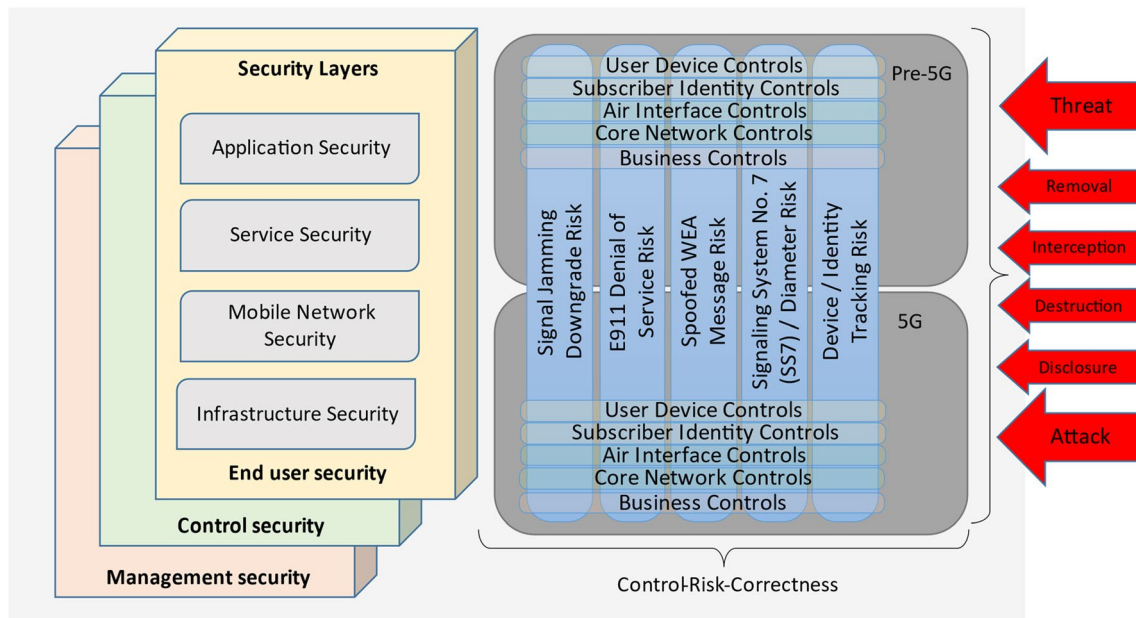 Security Layers
Application Security
Service Security
Mobile Network
Security
Infrastructure Security
End user security
Control security
Management security
Pre-5G
User Device Controls
Subscriber Identity Controls
Air Interface Controls
Core Network Controls
Business Controls
Signal Jamming
Downgrade Risk
E911 Denial of
Service Risk
Spoofed WEA
Message Risk
Signaling System No. 7
(SS7) / Diameter Risk
Device / Identity
Tracking Risk
5G
User Device Controls
Subscriber Identity Controls
Air Interface Controls
Core Network Controls
Business Controls
Control-Risk-Correctness
Threat
Removal
Interception
Destruction
Disclosure
Attack